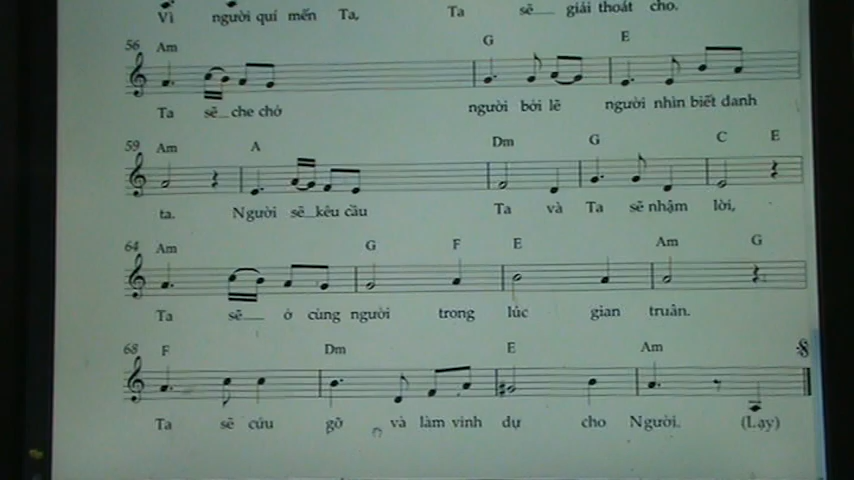 Vì người quí mến Ta, Ta sẽ giải thoát cho.
56 Am G E
Ta sẽ che chở người bởi lẽ người nhìn biết danh
59 Am A Dm G C E
ta. Người sẽ kêu cầu Ta và Ta sẽ nhậm lời,
64 Am G F E Am G
Ta sẽ ở cùng người trong lúc gian truân.
68 F Dm E Am
Ta sẽ cứu gỡ và làm vinh dự cho Người. (Lạy)